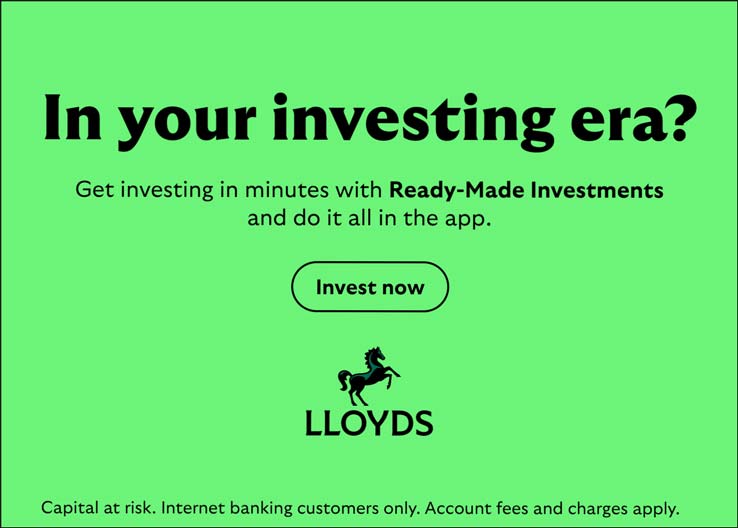 In your investing era?
Get investing in minutes with Ready-Made Investments
and do it all in the app.
Invest now
LLOYDS
Capital at risk. Internet banking customers only. Account fees and charges apply.